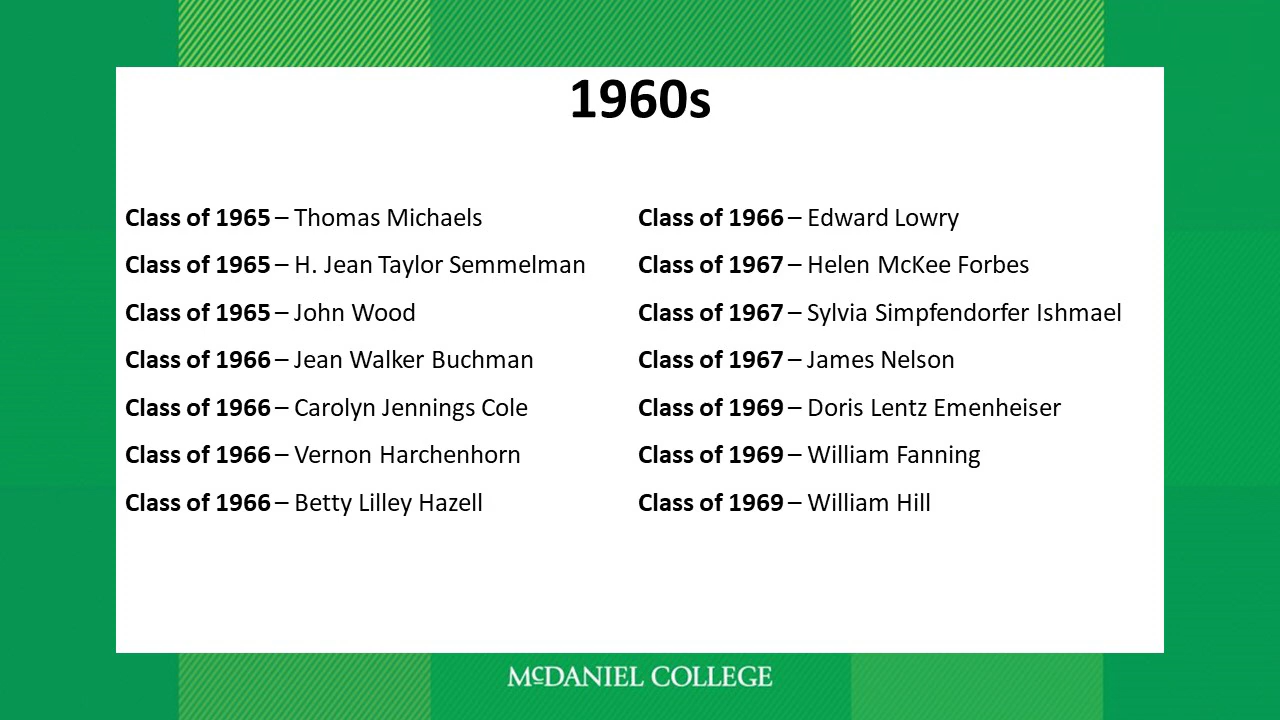 1960s
Class of 1965 – Thomas Michaels
Class of 1965 – H. Jean Taylor Semmelman
Class of 1965 – John Wood
Class of 1966 – Jean Walker Buchman
Class of 1966 – Carolyn Jennings Cole
Class of 1966 – Vernon Harchenhorn
Class of 1966 – Betty Lilley Hazell
Class of 1966 – Edward Lowry
Class of 1967 – Helen McKee Forbes
Class of 1967 – Sylvia Simpfendorfer Ishmael
Class of 1967 – James Nelson
Class of 1969 – Doris Lentz Emenheiser
Class of 1969 – William Fanning
Class of 1969 – William Hill
McDANIEL COLLEGE